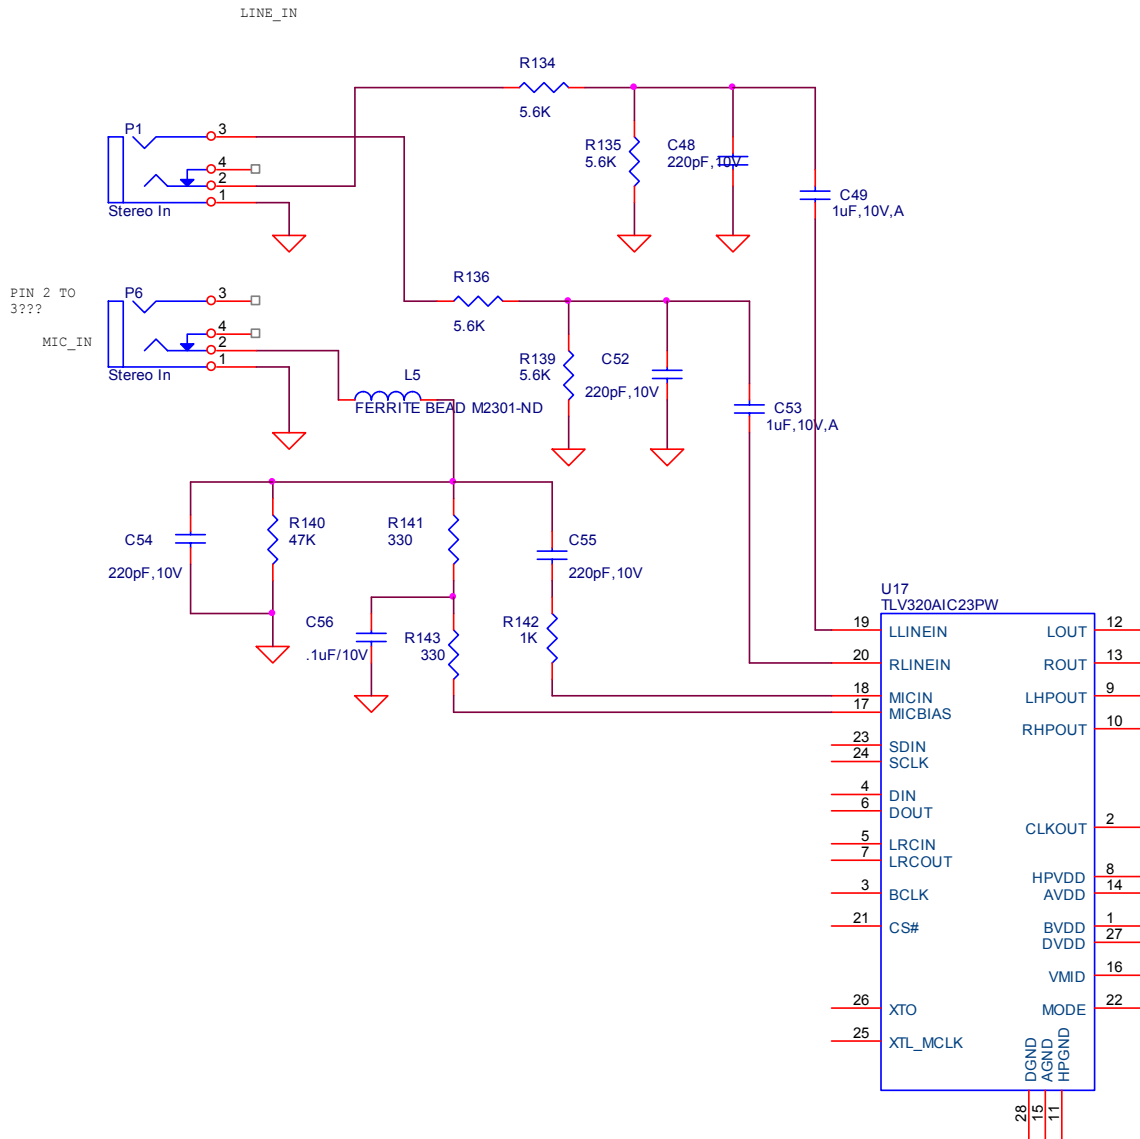 LINE_IN
R134
5.6K
P1
3
4
2
1
Stereo In
R135
5.6K
C48
220pF,10V
C49
1uF,10V,A
PIN 2 TO
3???
MIC_IN
P6
3
4
2
1
Stereo In
R136
5.6K
R139
5.6K
C52
220pF,10V
C53
1uF,10V,A
L5
FERRITE BEAD M2301-ND
C54
220pF,10V
R140
47K
R141
330
C55
220pF,10V
C56
.1uF/10V
R143
330
R142
1K
U17
TLV320AIC23PW
19 LLINEIN
20 RLINEIN
18 MICIN
17 MICBIAS
23 SDIN
24 SCLK
4 DIN
6 DOUT
5 LRCIN
7 LRCOUT
3 BCLK
21 CS#
26 XTO
25 XTL_MCLK
LOUT 12
ROUT 13
LHPOUT 9
RHPOUT 10
CLKOUT 2
HPVDD 8
AVDD 14
BVDD 1
DVDD 27
VMID 16
MODE 22
DGND 28
AGND 15
HPGND 11